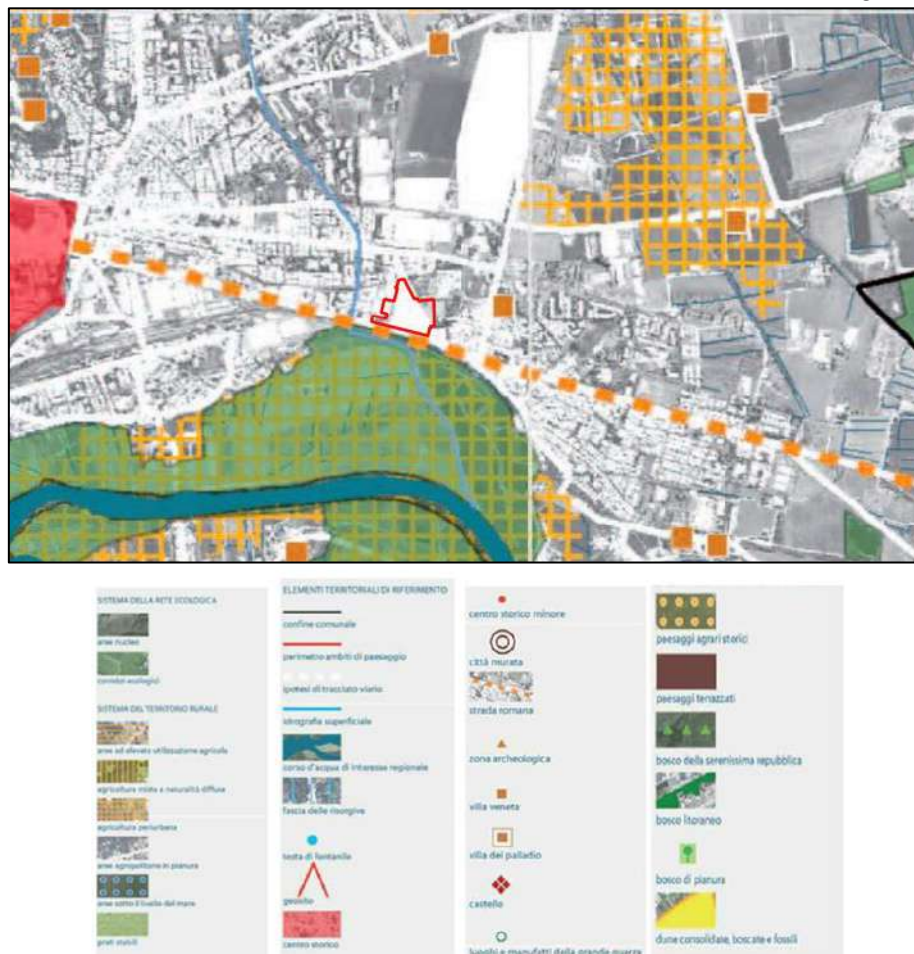 SISTEMA DELLA RETE ECOLOGICA
aree nucleo
corridoi ecologici
SISTEMA DEL TERRITORIO RURALE
aree ad elevata utilizzazione agricola
agricoltura mista a naturalità diffusa
agricoltura periurbana
aree agropolitane in pianura
aree sotto il livello del mare
prati stabili
ELEMENTI TERRITORIALI DI RIFERIMENTO
confine comunale
perimetro ambiti di paesaggio
ipotesi di tracciato viario
idrografia superficiale
corso d'acqua di interesse regionale
fascia delle risorgive
testa di fontanile
geosito
centro storico
centro storico minore
città murata
strada romana
zona archeologica
villa veneta
villa del palladio
castello
luoghi e manufatti della grande guerra
paesaggi agrari storici
paesaggi terrazzati
bosco della serenissima repubblica
bosco litoraneo
bosco di pianura
dune consolidate, boscate e fossili